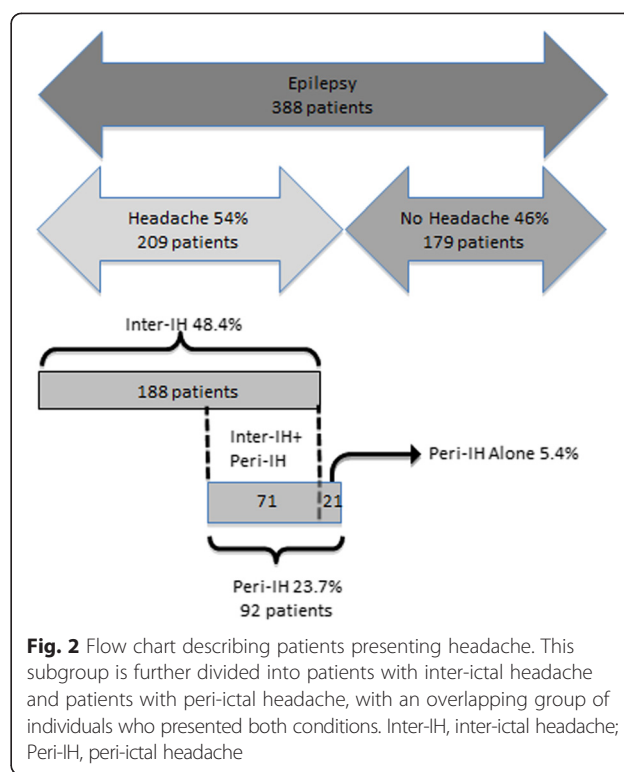 Epilepsy
388 patients
Headache 54%
209 patients
No Headache 46%
179 patients
Inter-IH 48.4%
188 patients
Inter-IH+
Peri-IH
Peri-IH Alone 5.4%
71
21
Peri-IH 23.7%
92 patients
Fig. 2 Flow chart describing patients presenting headache. This
subgroup is further divided into patients with inter-ictal headache
and patients with peri-ictal headache, with an overlapping group of
individuals who presented both conditions. Inter-IH, inter-ictal headache;
Peri-IH, peri-ictal headache